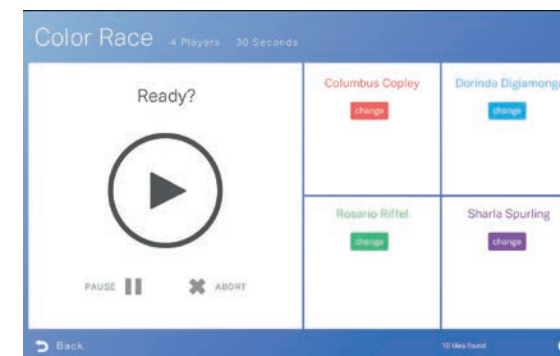 Color Race 4 Players 30 Seconds
Ready?
PAUSE ABORT
Columbus Copley
change
Dorinda Digiamonga
change
Rosario Riffel
change
Sharla Spurling
change
Back
10 tiles found